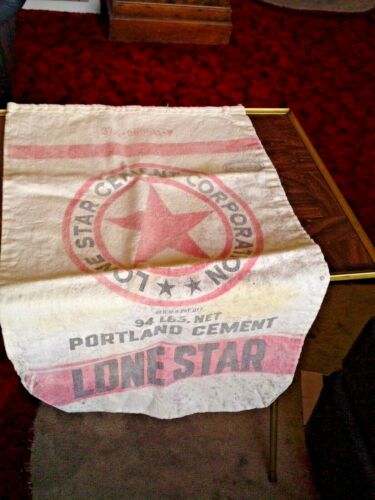 LONE STAR CEMENT CORPORATION
94 LBS. NET
PORTLAND CEMENT
LONE STAR